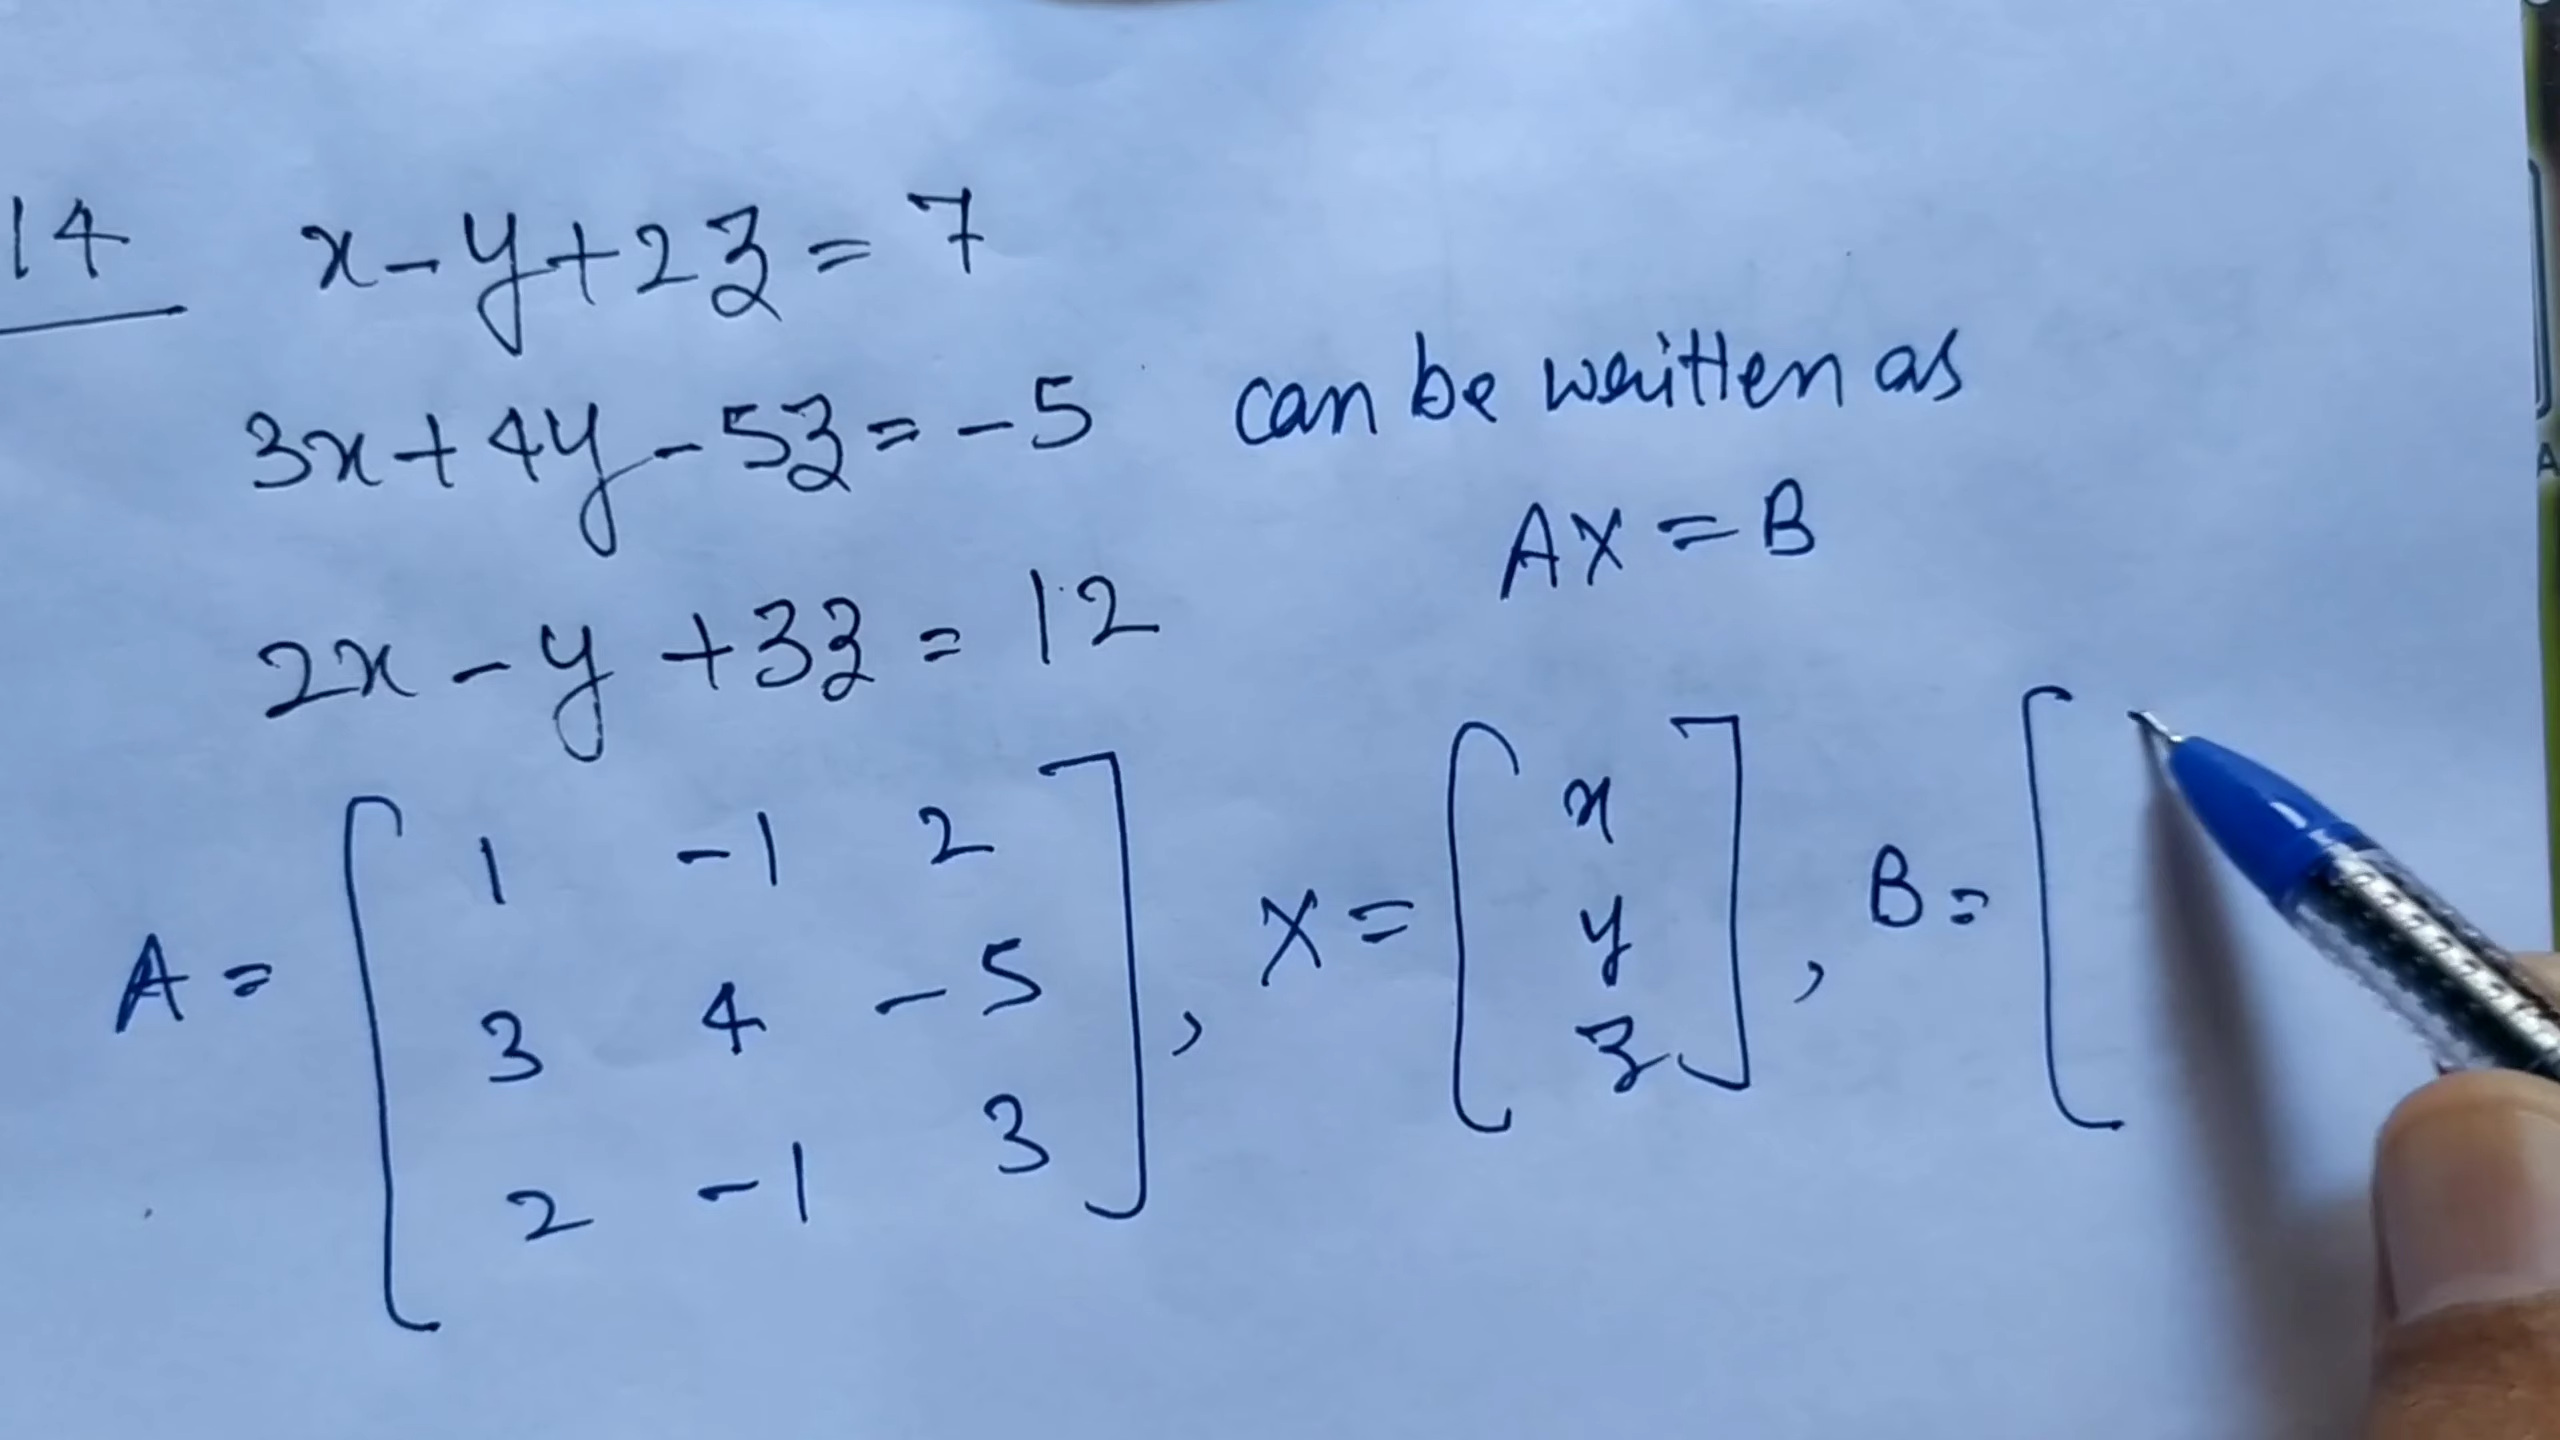 14 x-y+2z=7
3x+4y-5z=-5 can be written as
AX=B
2x-y+3z=12
A= [ 1 -1 2 ] , X= [ x ] , B= [
3 4 -5 y
2 -1 3 z
A